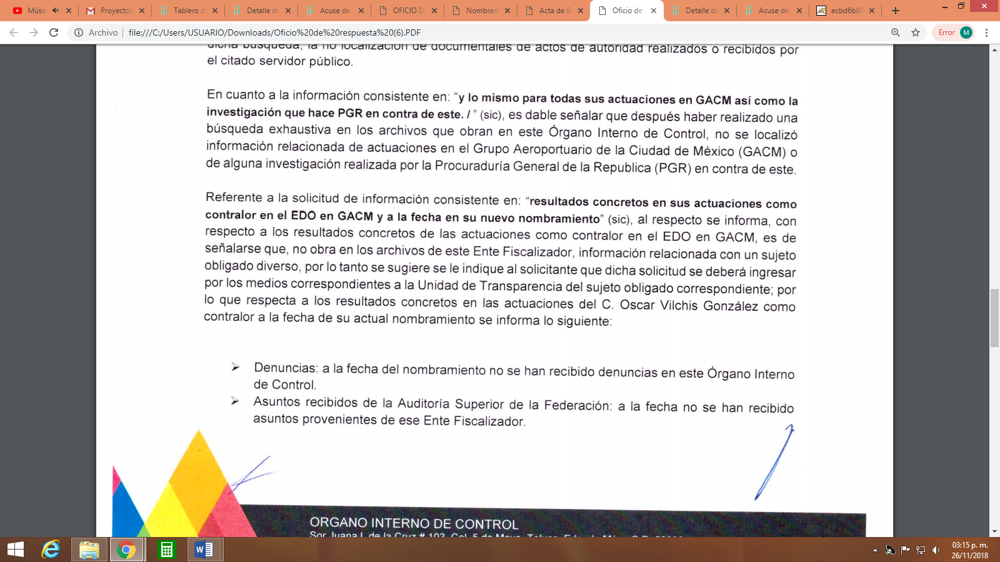 Músic
Proyectos
Tablero d
Detalle de
Acuse de
OFICIO D
Nombram
Acta de E
Oficio de
Detalle de
Acuse de
ecbd6b89
Archivo
file:///C:/Users/USUARIO/Downloads/Oficio%20de%20respuesta%20(6).PDF
Error
M
dicha búsqueda, la no localización de documentales de actos de autoridad realizados o recibidos por
el citado servidor público.
En cuanto a la información consistente en: “y lo mismo para todas sus actuaciones en GACM así como la
investigación que hace PGR en contra de este. / ” (sic), es dable señalar que después haber realizado una
búsqueda exhaustiva en los archivos que obran en este Órgano Interno de Control, no se localizó
información relacionada de actuaciones en el Grupo Aeroportuario de la Ciudad de México (GACM) o
de alguna investigación realizada por la Procuraduría General de la Republica (PGR) en contra de este.
Referente a la solicitud de información consistente en: “resultados concretos en sus actuaciones como
contralor en el EDO en GACM y a la fecha en su nuevo nombramiento” (sic), al respecto se informa, con
respecto a los resultados concretos de las actuaciones como contralor en el EDO en GACM, es de
señalarse que, no obra en los archivos de este Ente Fiscalizador, información relacionada con un sujeto
obligado diverso, por lo tanto se sugiere se le indique al solicitante que dicha solicitud se deberá ingresar
por los medios correspondientes a la Unidad de Transparencia del sujeto obligado correspondiente; por
lo que respecta a los resultados concretos en las actuaciones del C. Oscar Vilchis González como
contralor a la fecha de su actual nombramiento se informa lo siguiente:
➢ Denuncias: a la fecha del nombramiento no se han recibido denuncias en este Órgano Interno
de Control.
➢ Asuntos recibidos de la Auditoría Superior de la Federación: a la fecha no se han recibido
asuntos provenientes de ese Ente Fiscalizador.
ORGANO INTERNO DE CONTROL
Sor Juana I. de la Cruz # 103, Col. 5 de Mayo, Toluca,
03:15 p. m.
26/11/2018